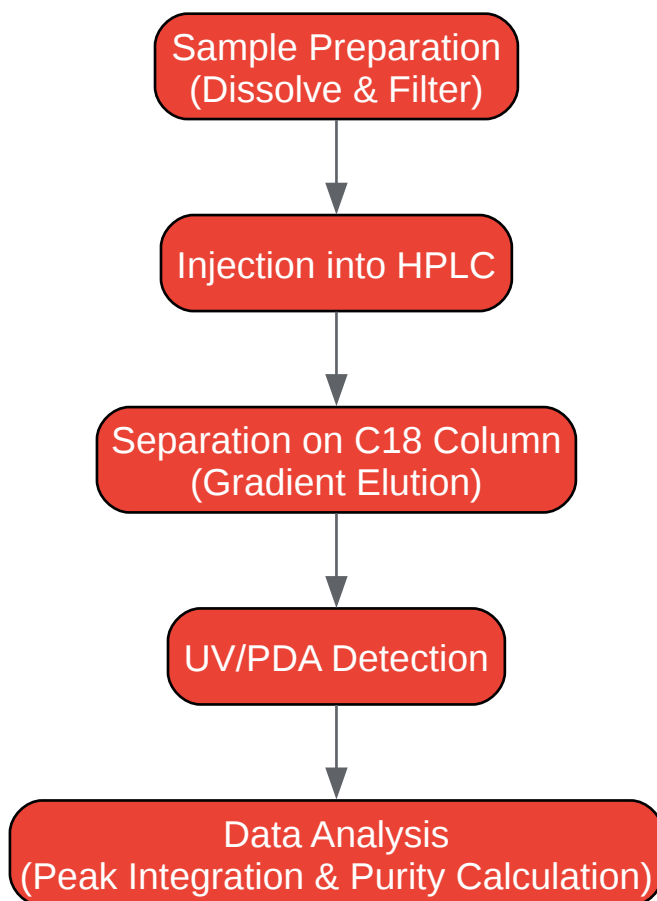 Sample Preparation
(Dissolve & Filter)
Injection into HPLC
Separation on C18 Column
(Gradient Elution)
UV/PDA Detection
Data Analysis
(Peak Integration & Purity Calculation)